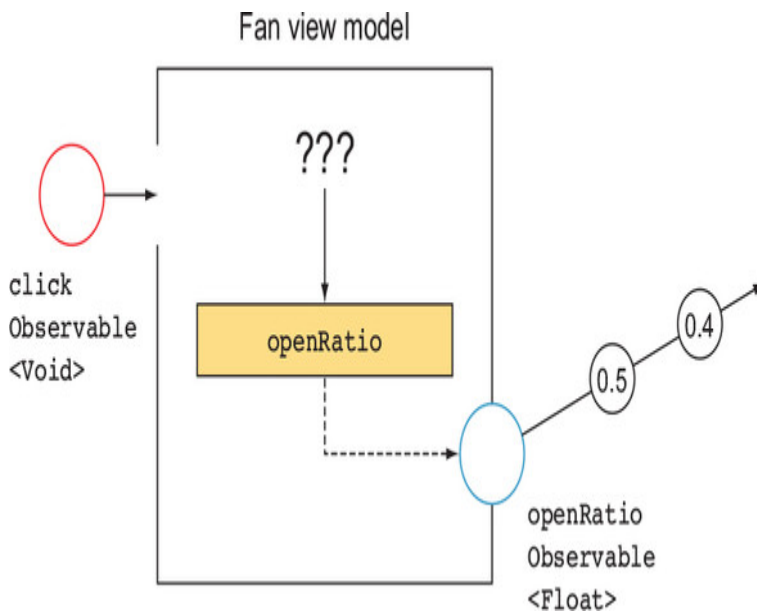 Fan view model
???
click
Observable
<Void>
openRatio
0.4
0.5
openRatio
Observable
<Float>